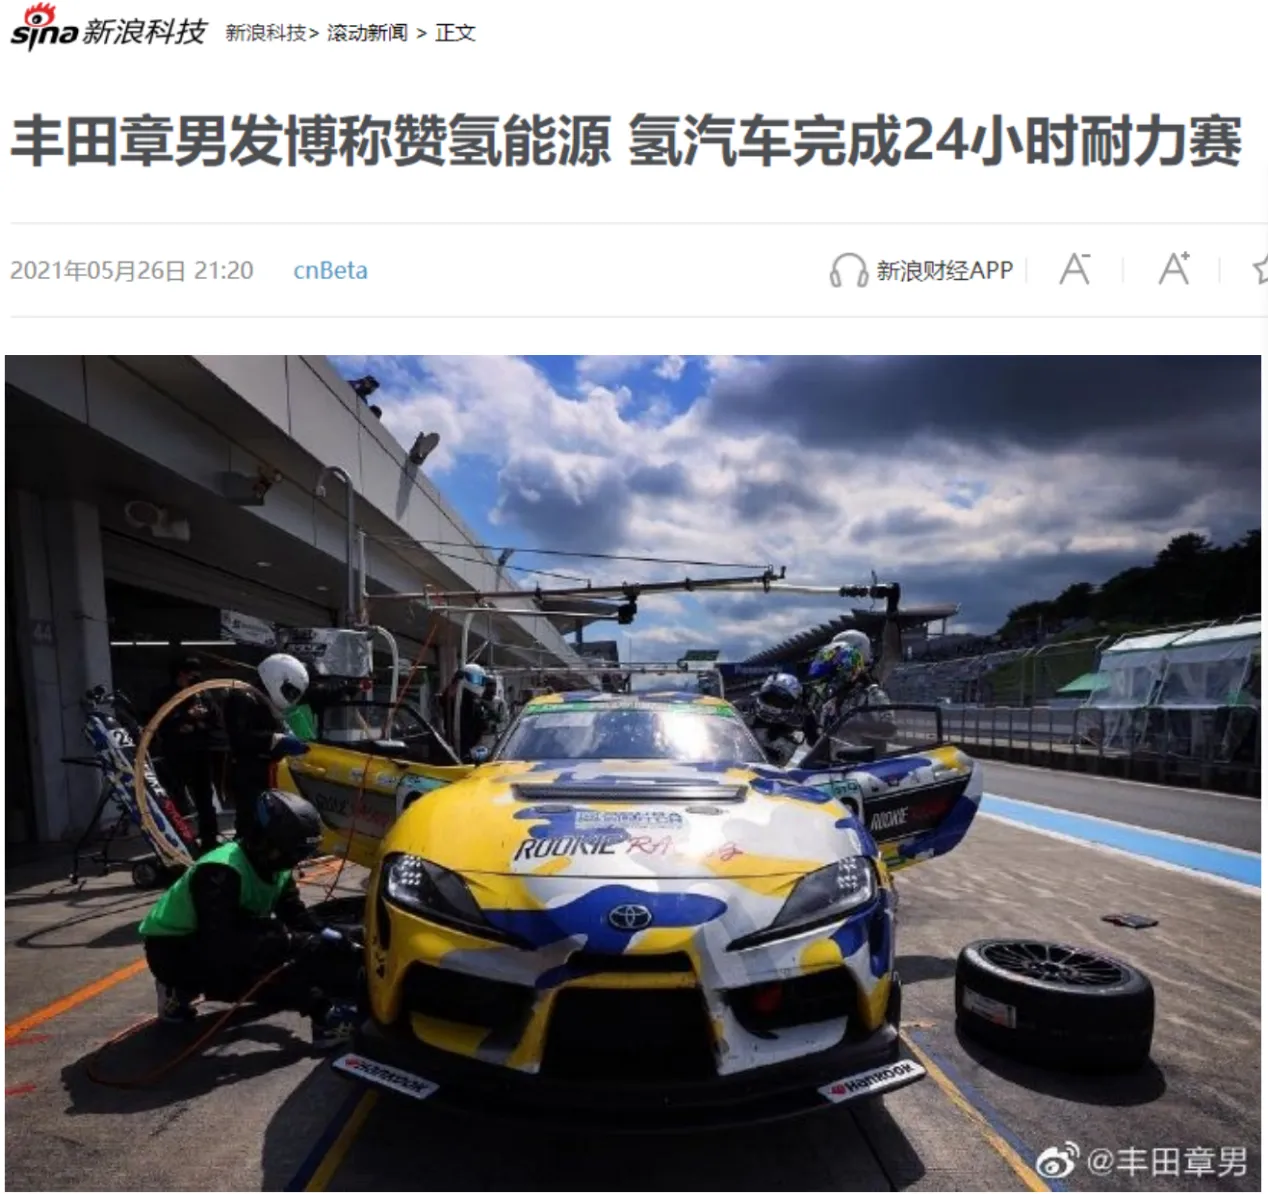 sina 新浪科技 新浪科技> 滚动新闻 > 正文
丰田章男发博称赞氢能源 氢汽车完成24小时耐力赛
2021年05月26日 21:20 cnBeta 新浪财经APP A- A+
44
ROOKIE RACING
ROOKIE
Hankook
Hankook
@丰田章男